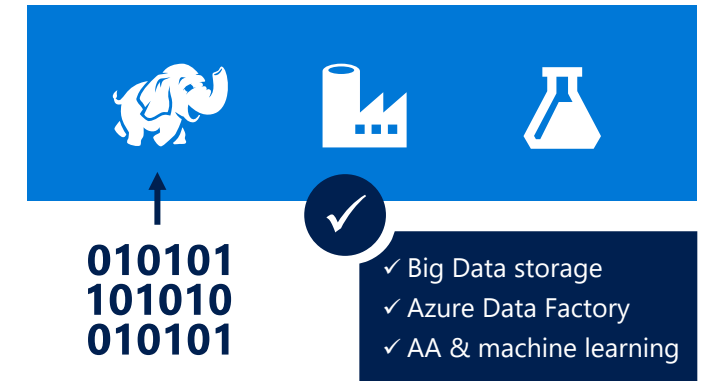 010101
101010
010101
✓ Big Data storage
✓ Azure Data Factory
✓ AA & machine learning